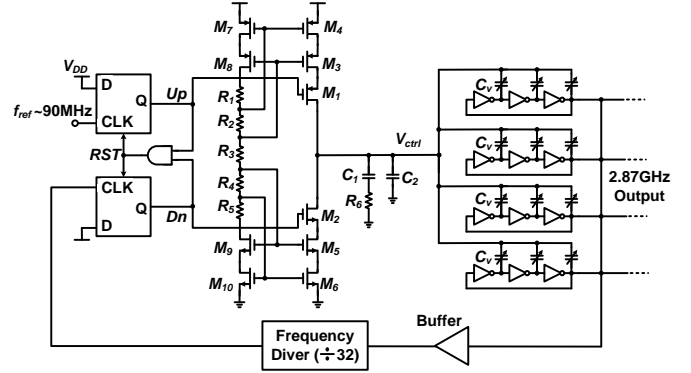 M7
M4
VDD
M8
M3
D
Q
Up
R1
M1
fref ~90MHz
CLK
R2
RST
R3
Vctrl
C1
C2
R6
CLK
Q
R4
D
Dn
R5
M2
M9
M5
M10
M6
Cv
Cv
2.87GHz
Output
Cv
Cv
Buffer
Frequency
Diver (÷32)